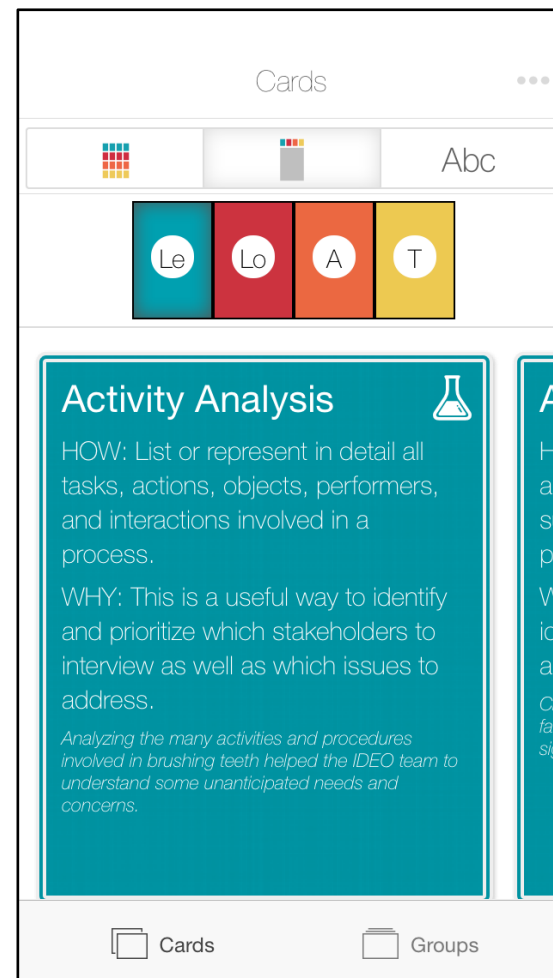 Cards
Abc
Le Lo A T
Activity Analysis
HOW: List or represent in detail all
tasks, actions, objects, performers,
and interactions involved in a
process.
WHY: This is a useful way to identify
and prioritize which stakeholders to
interview as well as which issues to
address.
Analyzing the many activities and procedures
involved in brushing teeth helped the IDEO team to
understand some unanticipated needs and
concerns.
Cards
Groups